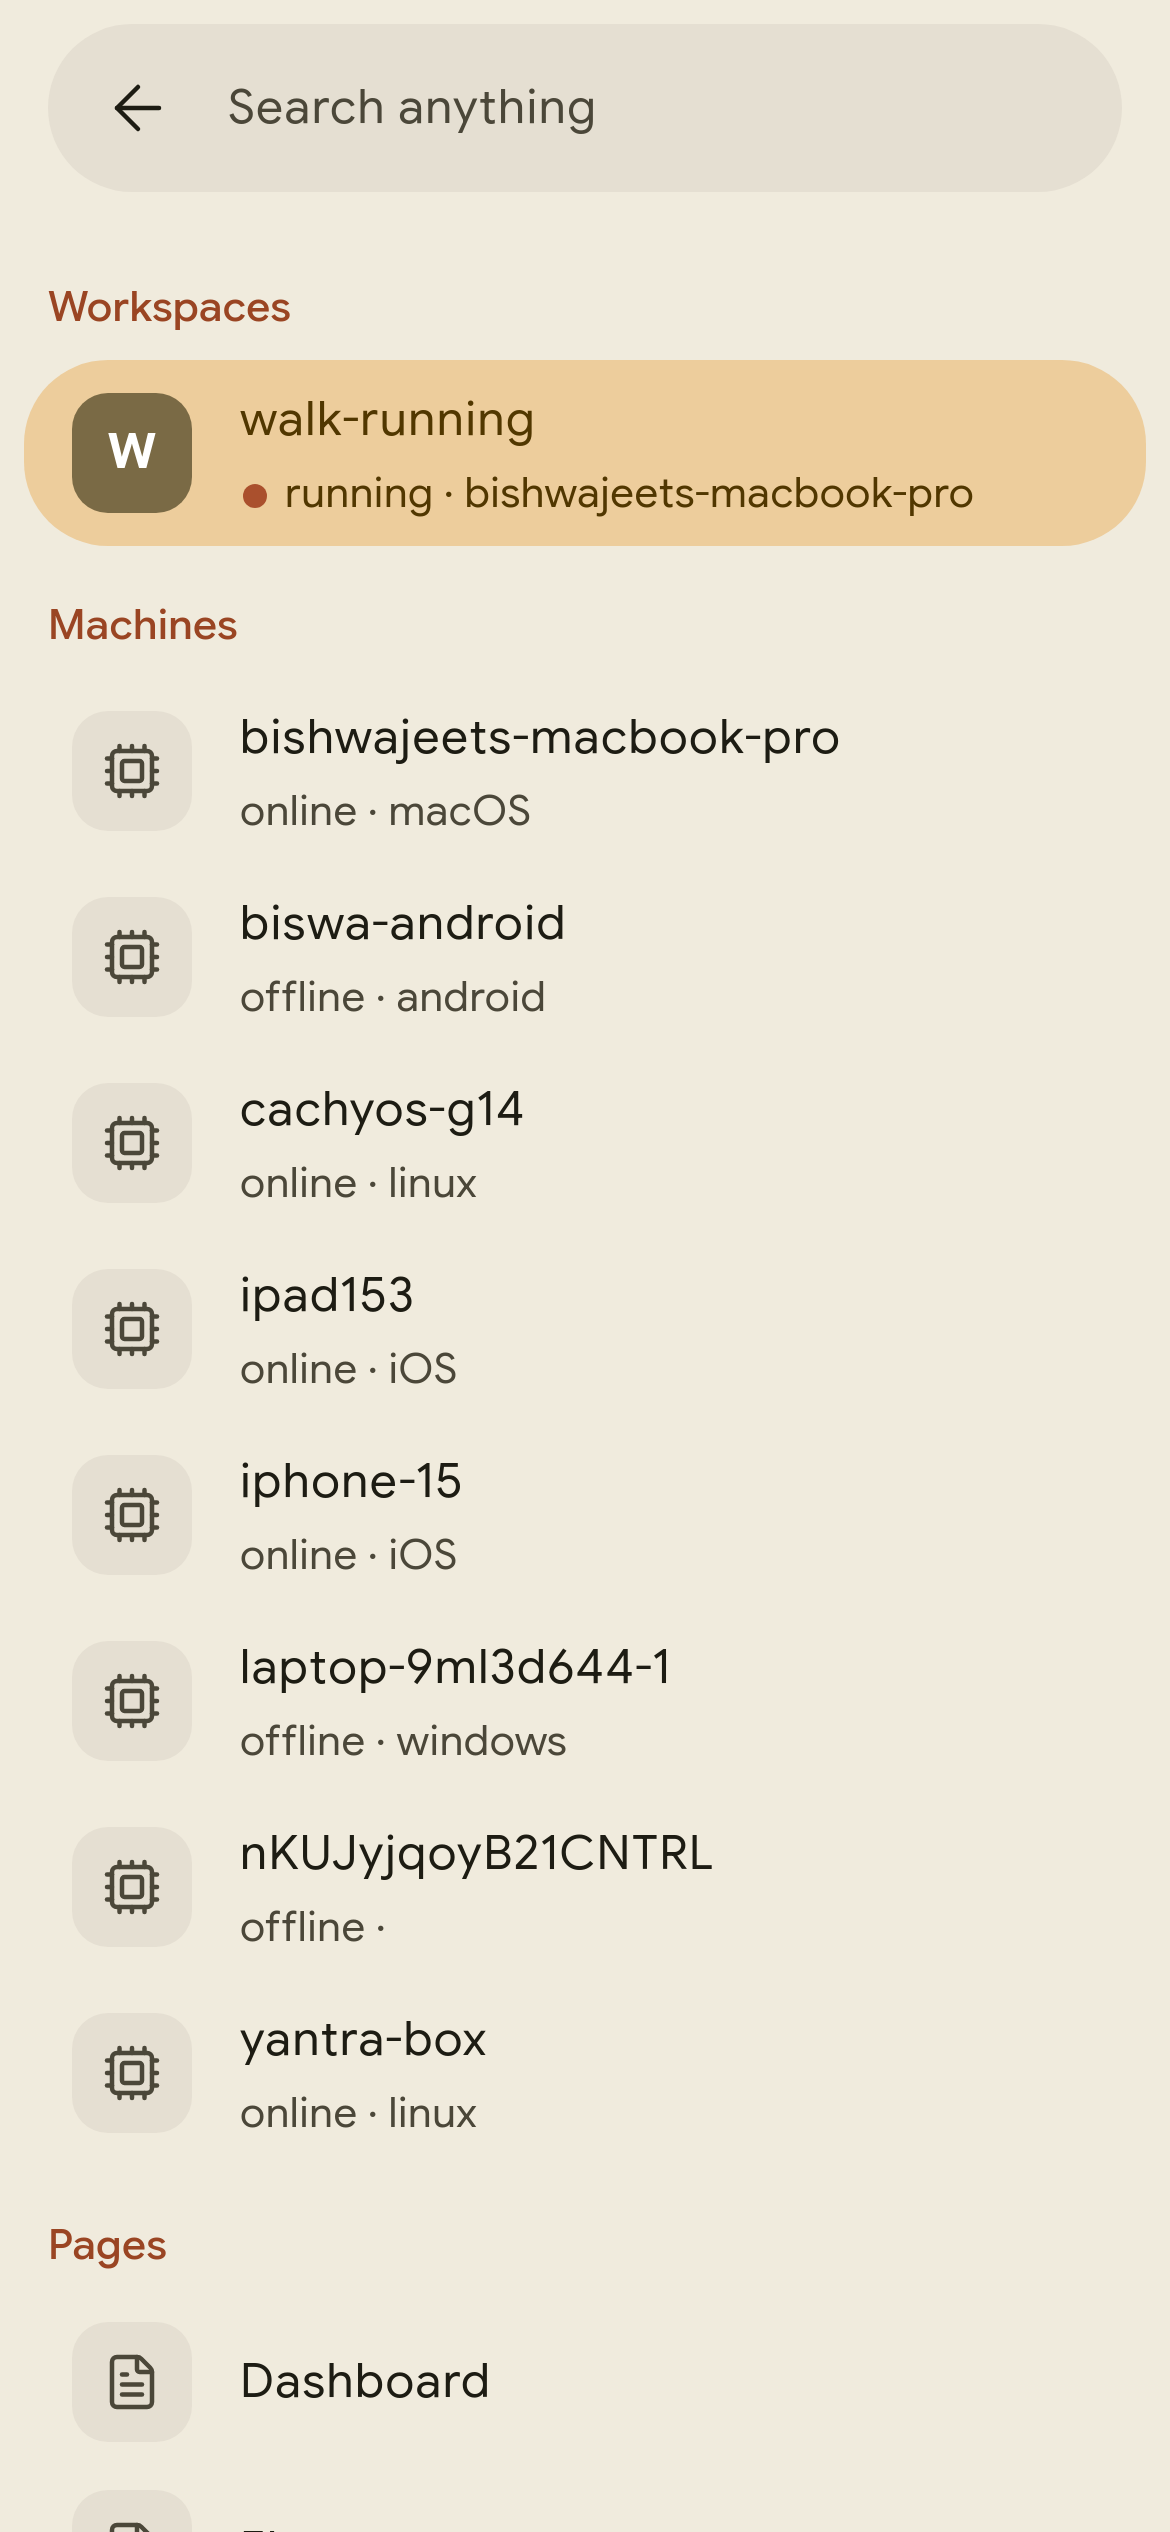 Search anything
Workspaces
W
walk-running
running · bishwajeets-macbook-pro
Machines
bishwajeets-macbook-pro
online · macOS
biswa-android
offline · android
cachyos-g14
online · linux
ipad153
online · iOS
iphone-15
online · iOS
laptop-9ml3d644-1
offline · windows
nKUJyjqoyB21CNTRL
offline ·
yantra-box
online · linux
Pages
Dashboard